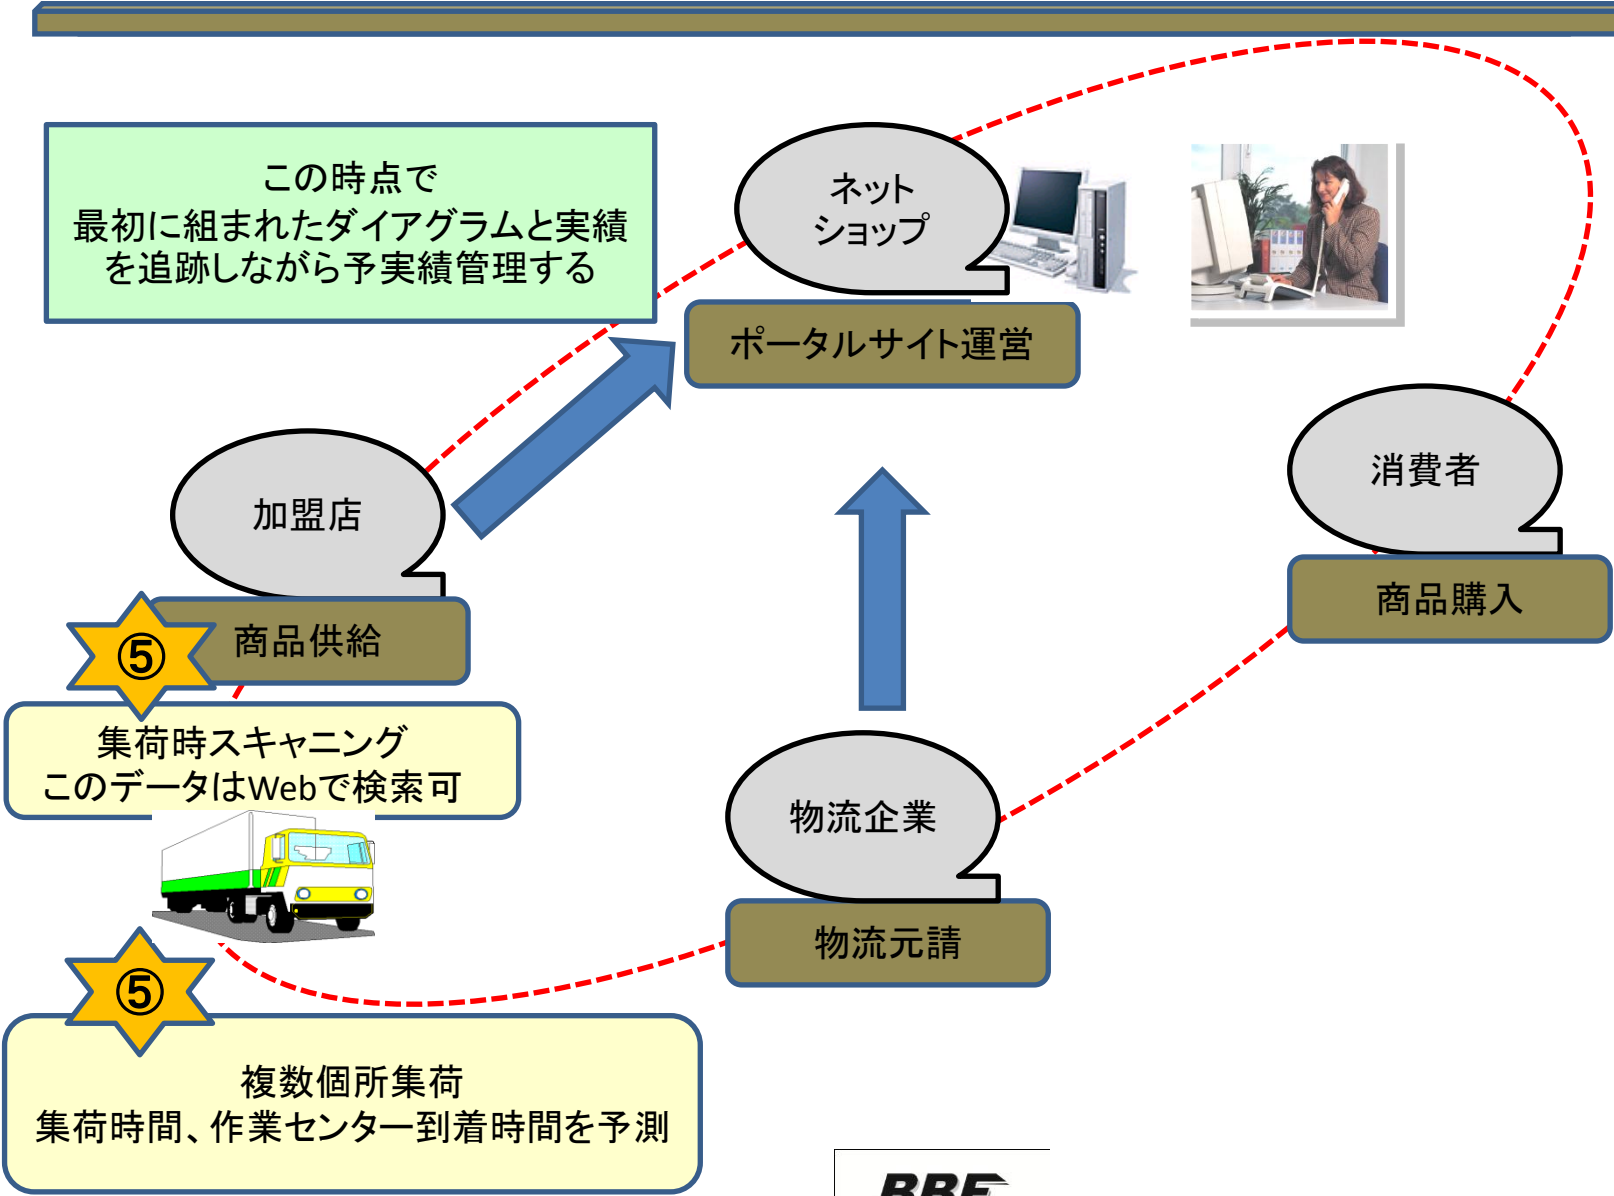 この時点で
最初に組まれたダイアグラムと実績
を追跡しながら予実績管理する
ネット
ショップ
ポータルサイト運営
消費者
商品購入
加盟店
商品供給
⑤
集荷時スキャニング
このデータはWebで検索可
物流企業
物流元請
⑤
複数個所集荷
集荷時間、作業センター到着時間を予測